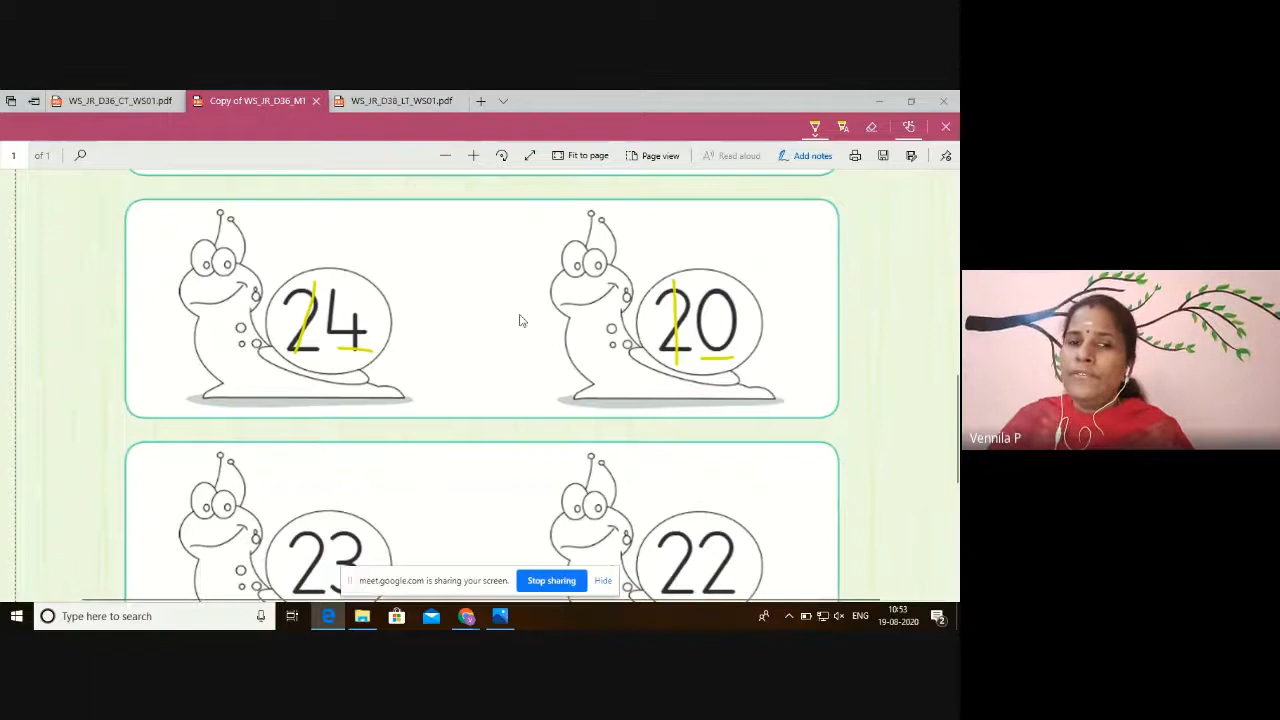 WS_JR_D36_CT_WS01.pdf Copy of WS_JR_D36_M1 WS_JR_D38_LT_WS01.pdf
1 of 1 Fit to page Page view Read aloud Add notes
24 20
23 22
meet.google.com is sharing your screen. Stop sharing Hide
Vennila P
Type here to search ENG 10:53
19-08-2020 2